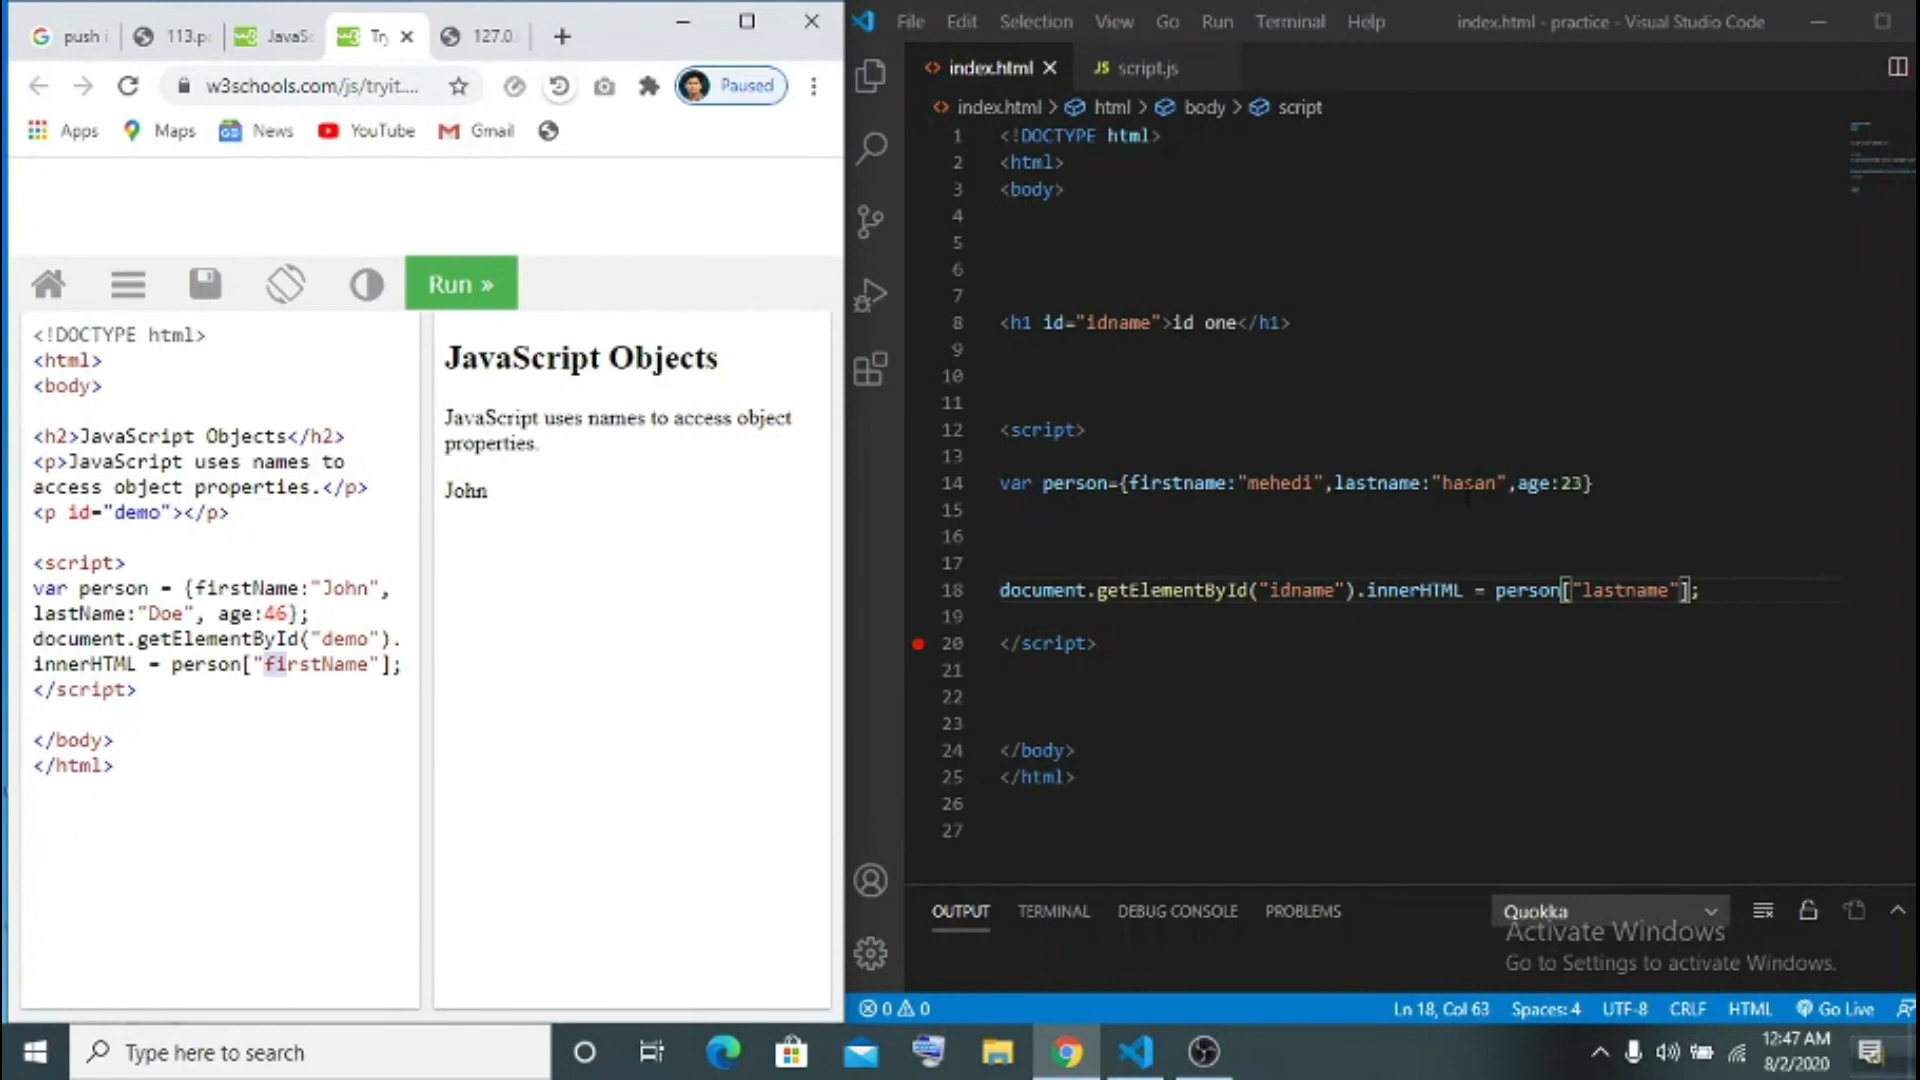 push i
113.p
JavaSc
Try
127.0.
w3schools.com/js/tryit....
Paused
Apps
Maps
News
YouTube
Gmail
Run »
<!DOCTYPE html>
<html>
<body>
<h2>JavaScript Objects</h2>
<p>JavaScript uses names to
access object properties.</p>
<p id="demo"></p>
<script>
var person = {firstName:"John",
lastName:"Doe", age:46};
document.getElementById("demo").
innerHTML = person["firstName"];
</script>
</body>
</html>
JavaScript Objects
JavaScript uses names to access object
properties.
John
File Edit Selection View Go Run Terminal Help
index.html - practice - Visual Studio Code
index.html
JS script.js
index.html > html > body > script
1 <!DOCTYPE html>
2 <html>
3 <body>
4
5
6
7
8 <h1 id="idname">id one</h1>
9
10
11
12 <script>
13
14 var person={firstname:"mehedi",lastname:"hasan",age:23}
15
16
17
18 document.getElementById("idname").innerHTML = person["lastname"];
19
20 </script>
21
22
23
24 </body>
25 </html>
26
27
OUTPUT TERMINAL DEBUG CONSOLE PROBLEMS
Quokka
Activate Windows
Go to Settings to activate Windows.
0 0
Ln 18, Col 63 Spaces: 4 UTF-8 CRLF HTML Go Live
Type here to search
12:47 AM
8/2/2020